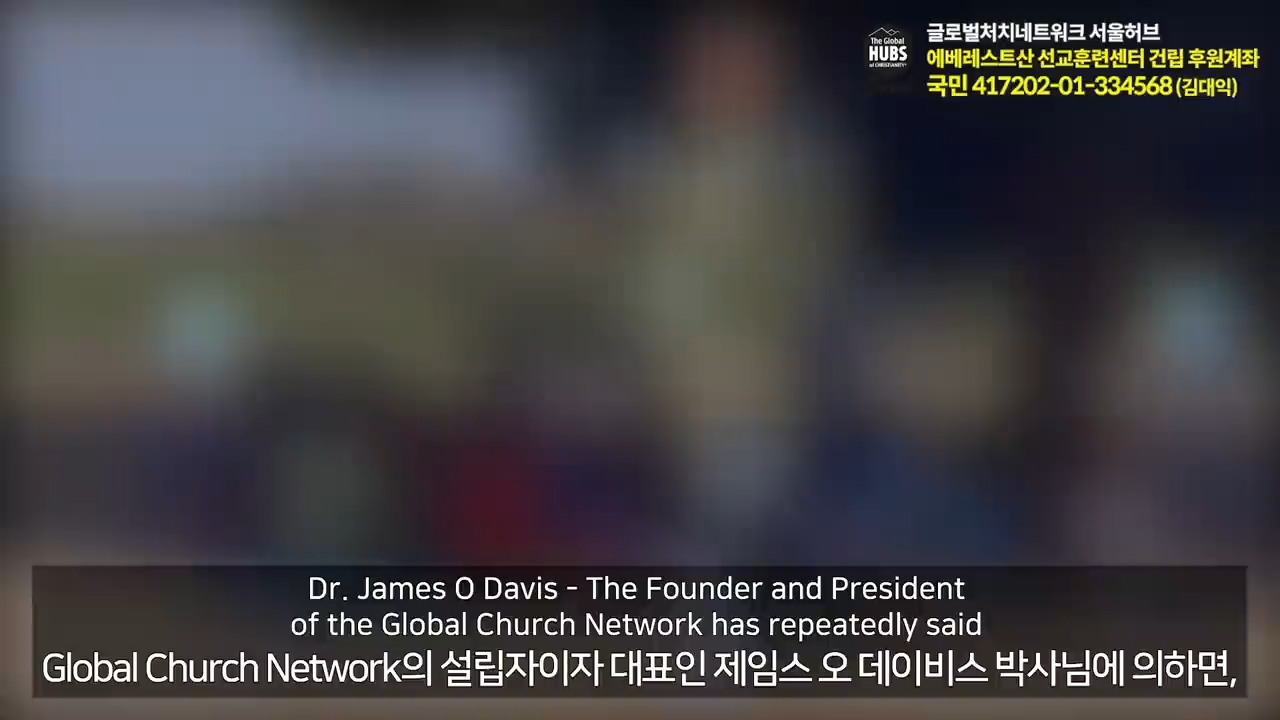 The Global
HUBS
of CHRISTIANITY
글로벌처치네트워크 서울허브
에베레스트산 선교훈련센터 건립 후원계좌
국민 417202-01-334568 (김대익)
Dr. James O Davis - The Founder and President
of the Global Church Network has repeatedly said
Global Church Network의 설립자이자 대표인 제임스 오 데이비스 박사님에 의하면,